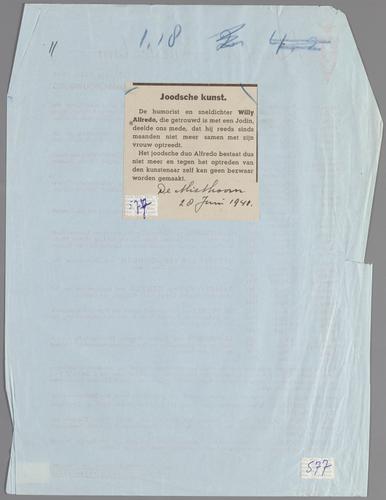 11
1.18
Joodsche kunst.
De humorist en sneldichter Willy
Alfredo, die getrouwd is met een Jodin,
deelde ons mede, dat hij reeds sinds
maanden niet meer samen met zijn
vrouw optreedt.
Het joodsche duo Alfredo bestaat dus
niet meer en tegen het optreden van
den kunstenaar zelf kan geen bezwaar
worden gemaakt.
De Misthoorn
28 Juni 1941.
577
577